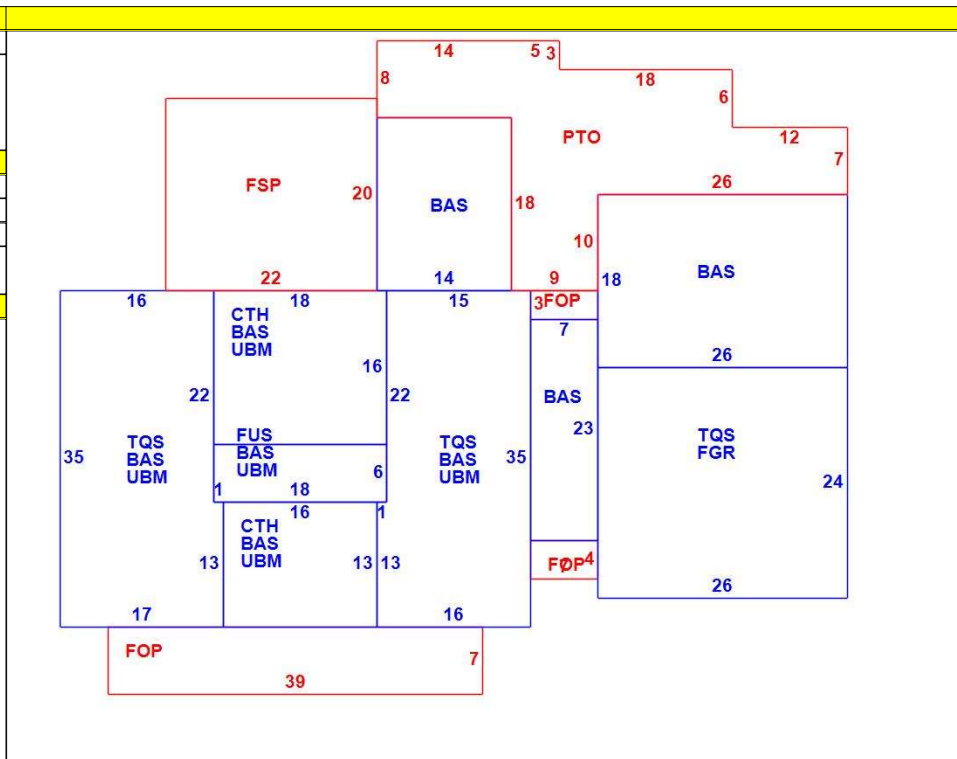 14
5
3
8
18
6
PTO
12
7
FSP
20
BAS
18
26
10
22
14
9
18
BAS
16
18
15
3
FOP
7
CTH
BAS
UBM
16
26
22
22
BAS
23
35
TQS
BAS
UBM
FUS
BAS
UBM
6
TQS
BAS
UBM
35
TQS
FGR
24
1
18
16
1
CTH
BAS
UBM
13
13
13
FOP
7
4
26
17
16
FOP
7
39